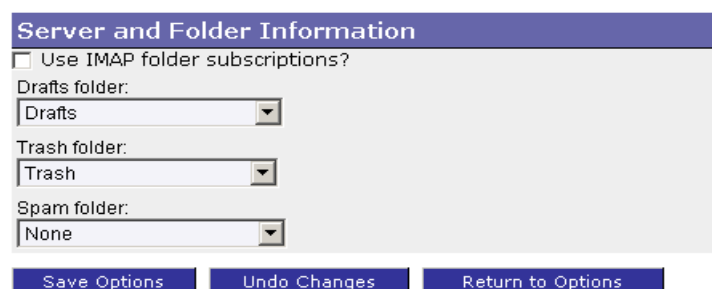 Server and Folder Information
Use IMAP folder subscriptions?
Drafts folder:
Drafts
Trash folder:
Trash
Spam folder:
None
Save Options Undo Changes Return to Options